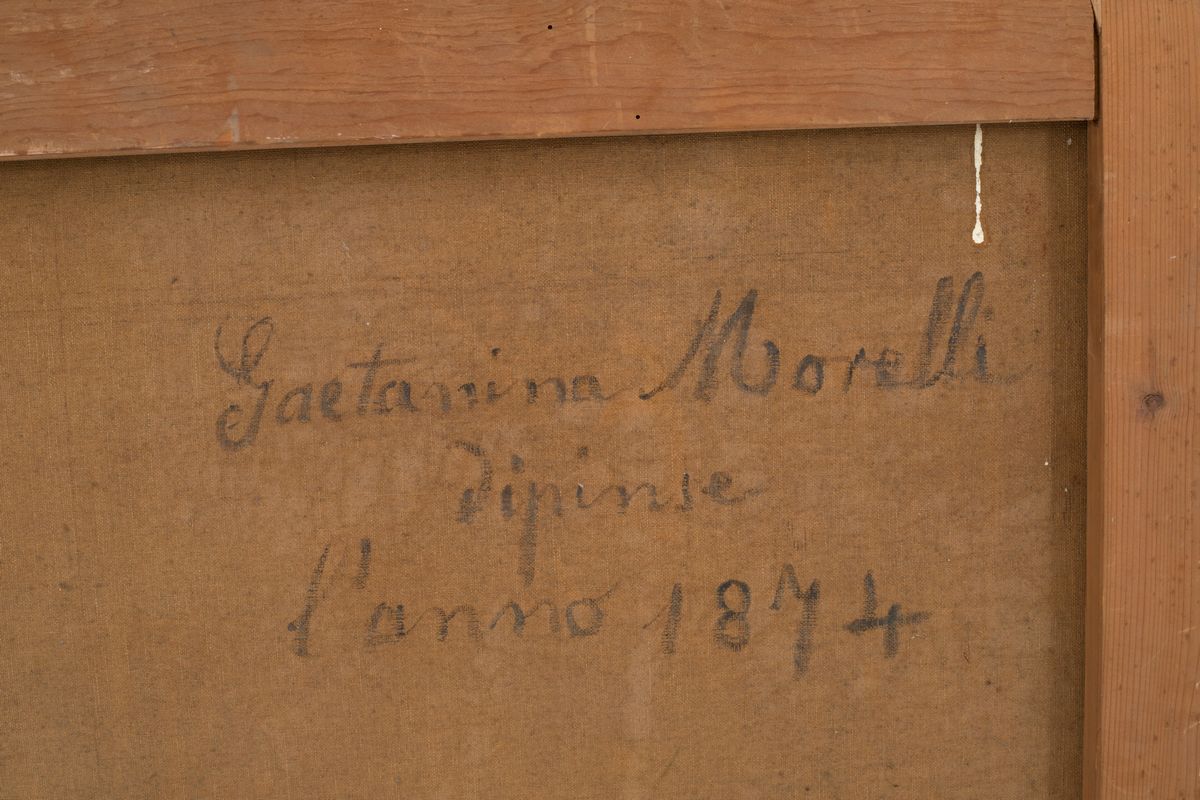 Gaetanina Morelli
dipinse
l'anno 1874